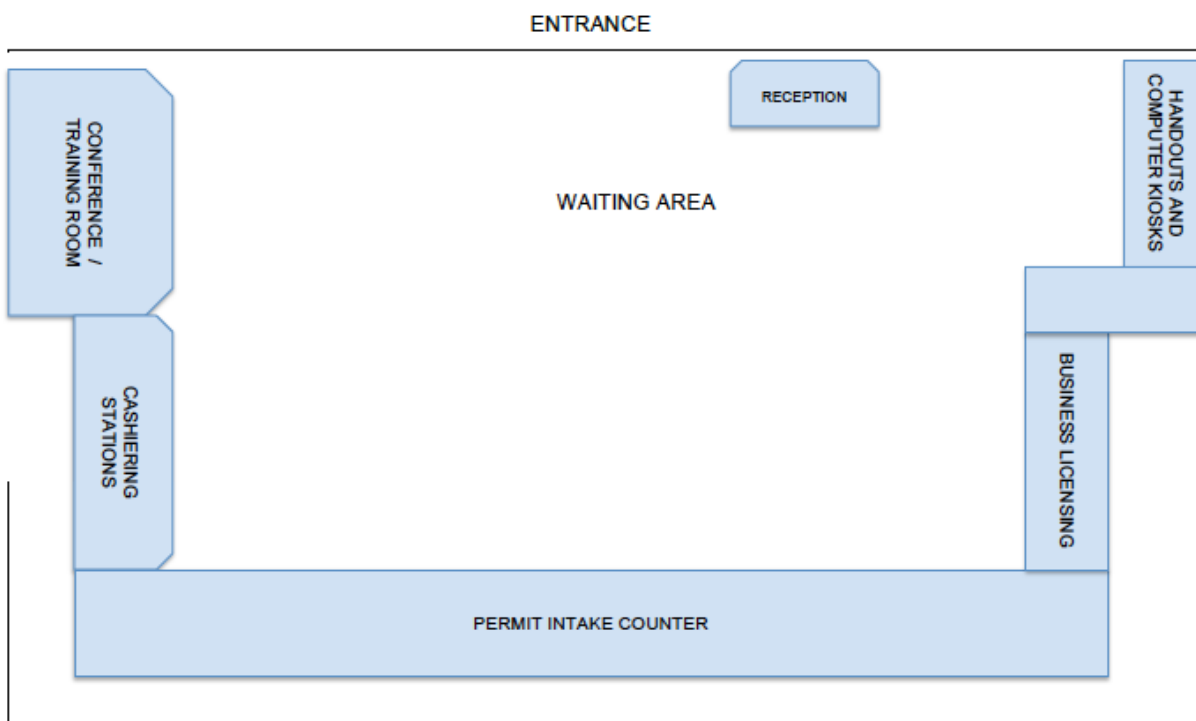 ENTRANCE
RECEPTION
HANDOUTS AND
COMPUTER KIOSKS
CONFERENCE /
TRAINING ROOM
WAITING AREA
CASHIERING
STATIONS
BUSINESS LICENSING
PERMIT INTAKE COUNTER